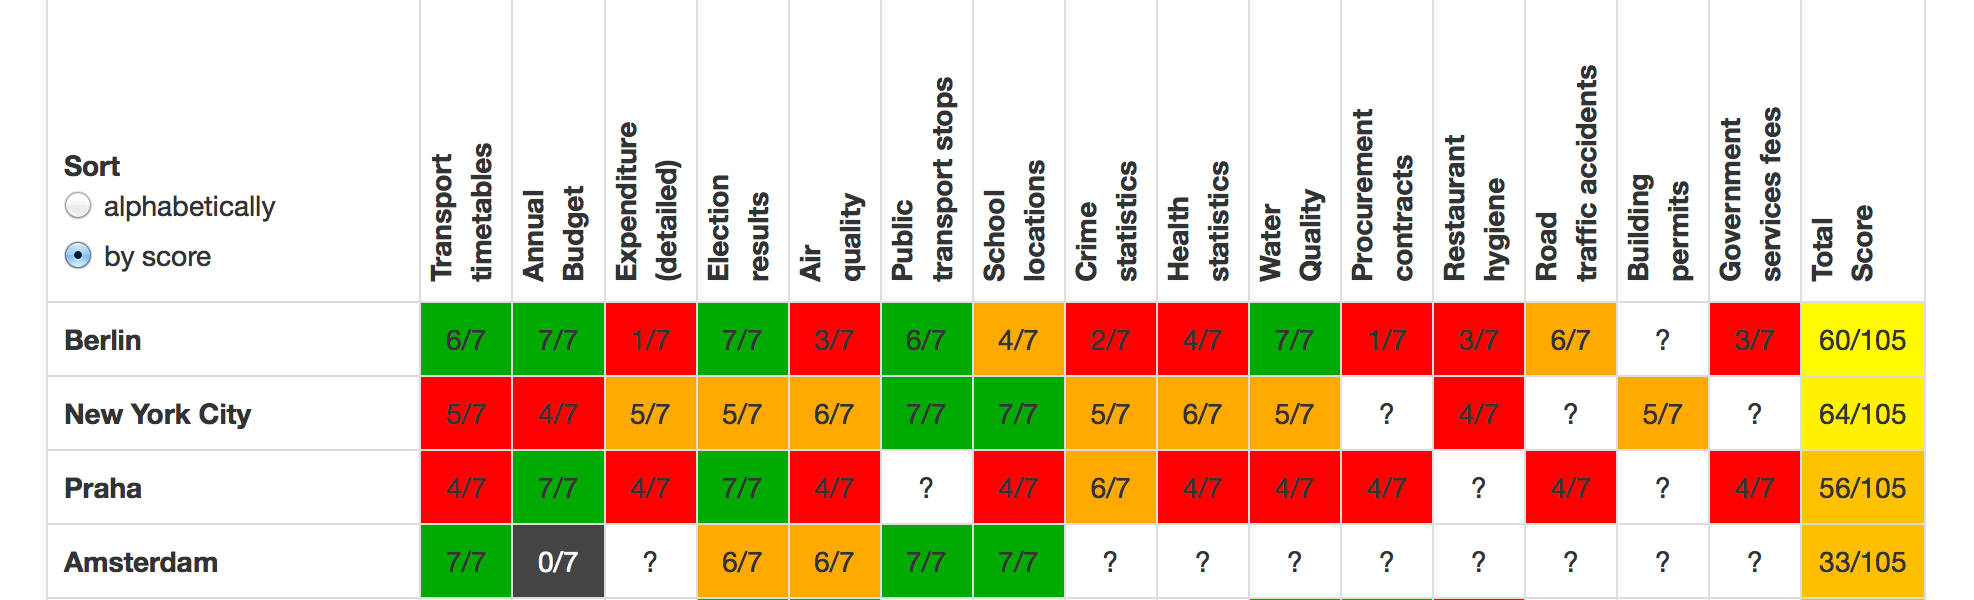 Sort
alphabetically
by score
Transport
timetables
Annual
Budget
Expenditure
(detailed)
Election
results
Air
quality
Public
transport stops
School
locations
Crime
statistics
Health
statistics
Water
Quality
Procurement
contracts
Restaurant
hygiene
Road
traffic accidents
Building
permits
Government
services fees
Total
Score
Berlin 6/7 7/7 1/7 7/7 3/7 6/7 4/7 2/7 4/7 7/7 1/7 3/7 6/7 ? 3/7 60/105
New York City 5/7 4/7 5/7 5/7 6/7 7/7 7/7 5/7 6/7 5/7 ? 4/7 ? 5/7 ? 64/105
Praha 4/7 7/7 4/7 7/7 4/7 ? 4/7 6/7 4/7 4/7 4/7 ? 4/7 ? 4/7 56/105
Amsterdam 7/7 0/7 ? 6/7 6/7 7/7 7/7 ? ? ? ? ? ? ? ? 33/105